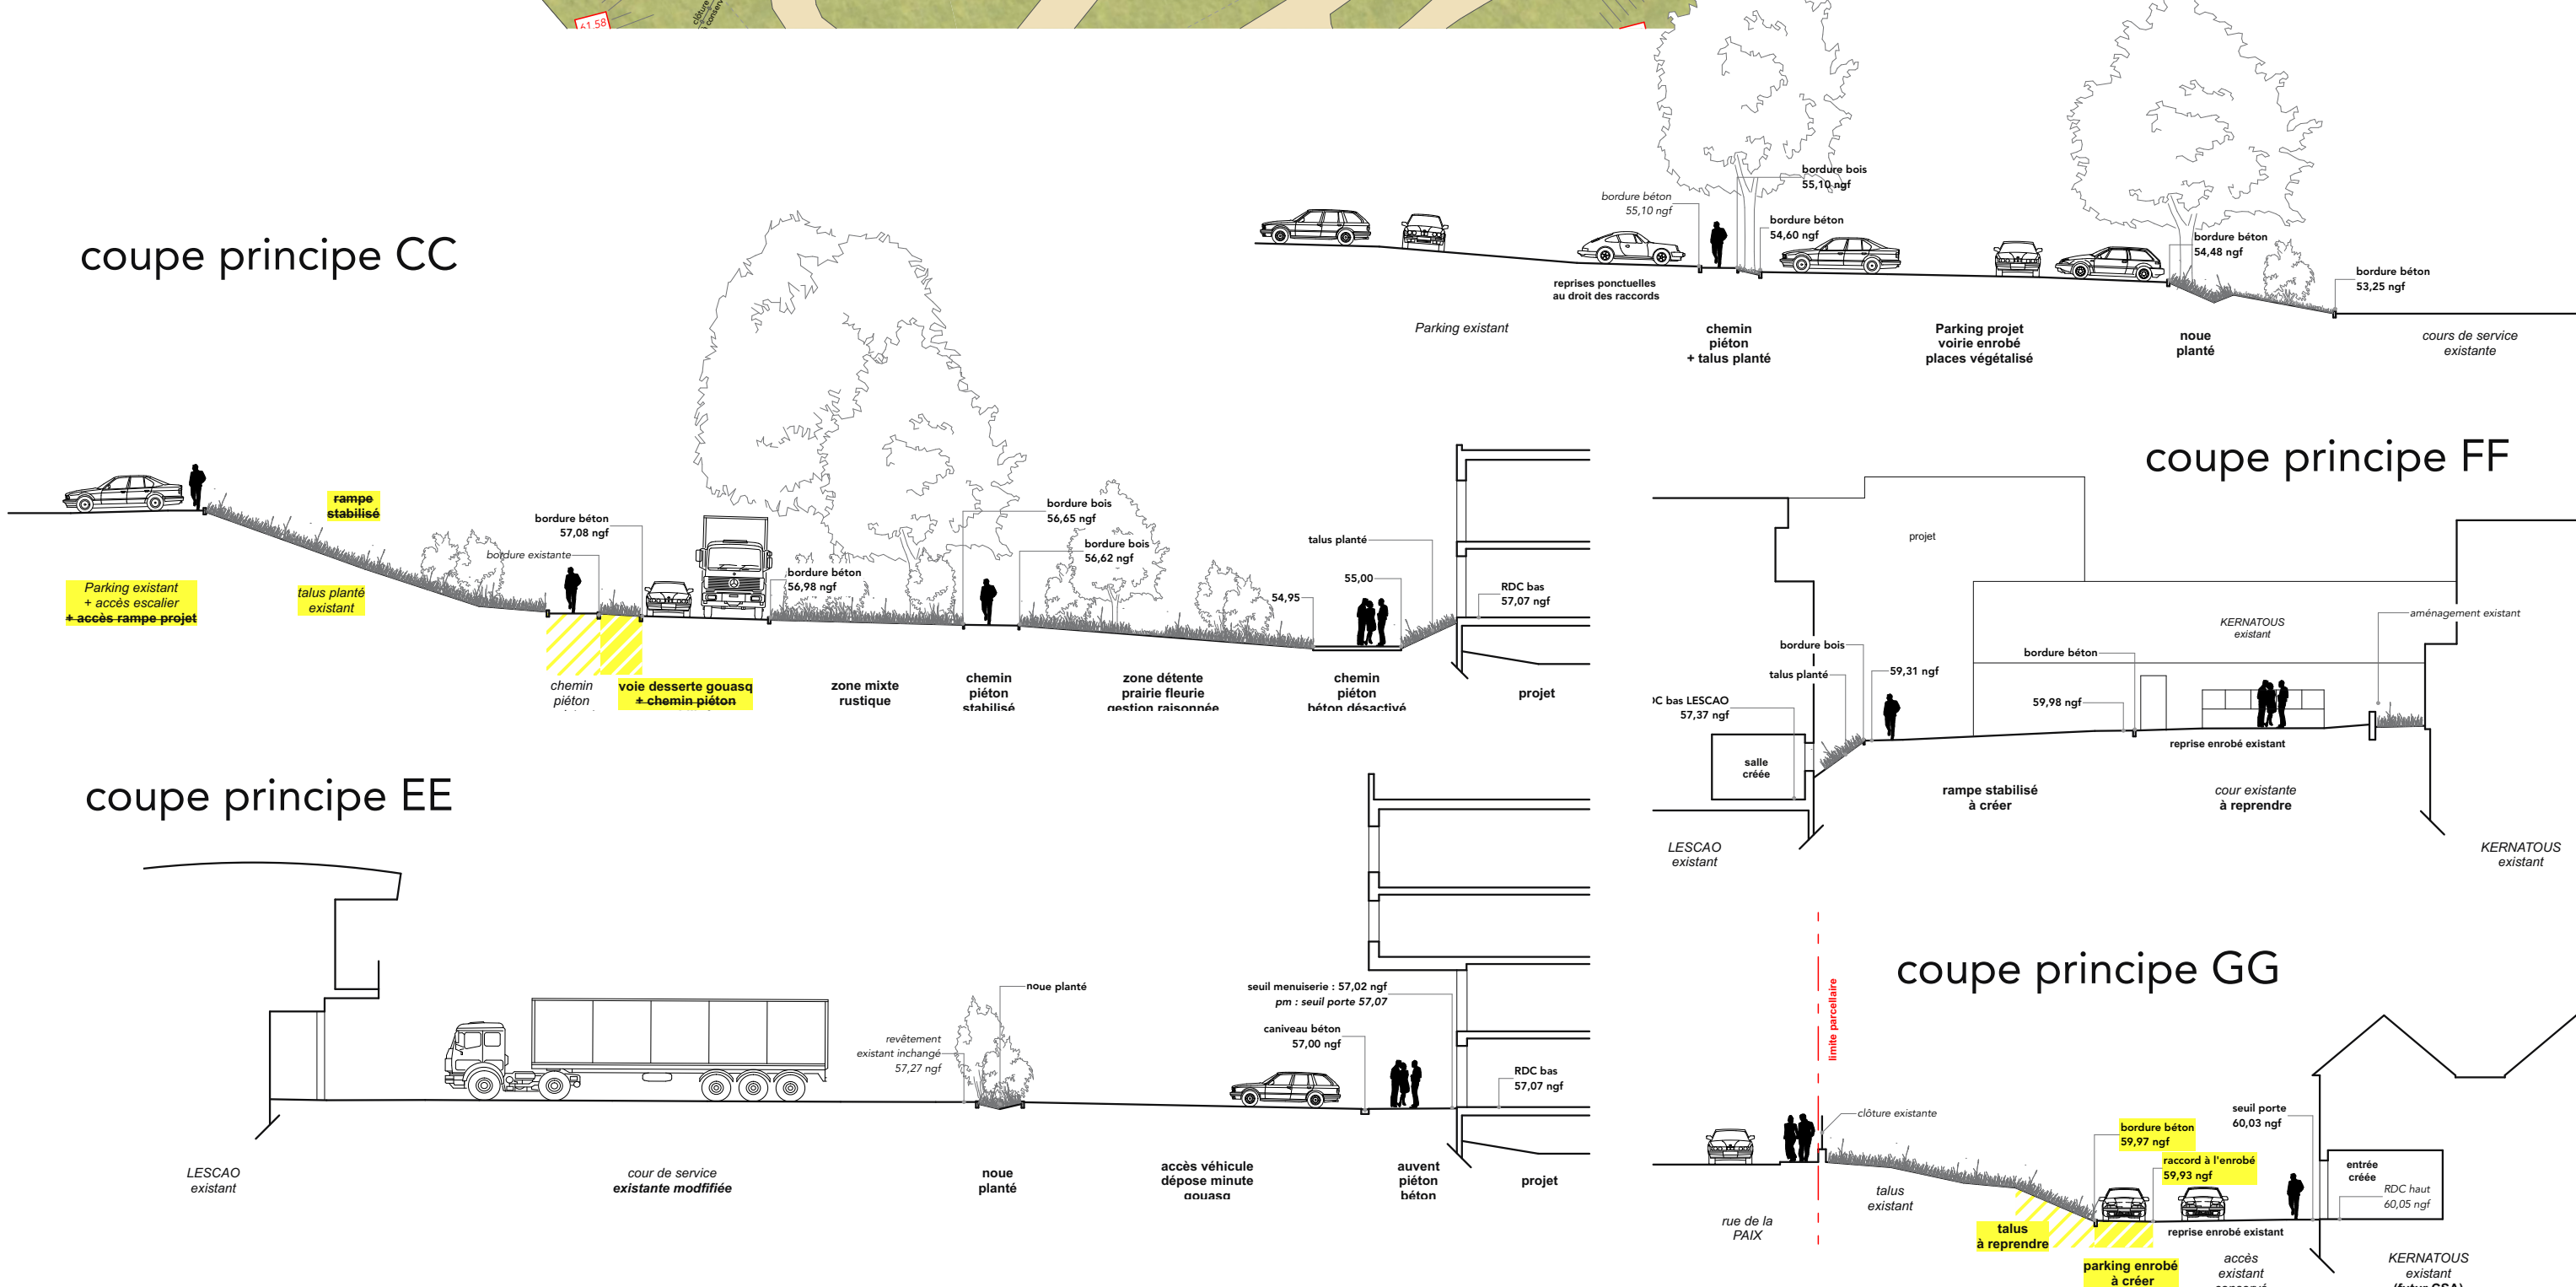 61.58
clôture
bordure bois
55,10 ngf
bordure béton
55,10 ngf
bordure béton
54,60 ngf
bordure béton
54,48 ngf
bordure béton
53,25 ngf
reprises ponctuelles
au droit des raccords
Parking existant
chemin
piéton
+ talus planté
Parking projet
voirie enrobé
places végétalisé
noue
planté
cours de service
existante
coupe principe CC
rampe
stabilisé
bordure béton
57,08 ngf
bordure existante
bordure béton
56,98 ngf
bordure bois
56,65 ngf
bordure bois
56,62 ngf
talus planté
55,00
54,95
RDC bas
57,07 ngf
Parking existant
+ accès escalier
+ accès rampe projet
talus planté
existant
chemin
piéton
voie desserte gouasq
+ chemin piéton
zone mixte
rustique
chemin
piéton
stabilisé
zone détente
prairie fleurie
gestion raisonnée
chemin
piéton
béton désactivé
projet
coupe principe FF
projet
KERNATOUS
existant
aménagement existant
bordure bois
talus planté
59,31 ngf
bordure béton
59,98 ngf
DC bas LESCAO
57,37 ngf
salle
créée
reprise enrobé existant
rampe stabilisé
à créer
cour existante
à reprendre
LESCAO
existant
KERNATOUS
existant
coupe principe EE
noue planté
revêtement
existant inchangé
57,27 ngf
seuil menuiserie : 57,02 ngf
pm : seuil porte 57,07
caniveau béton
57,00 ngf
RDC bas
57,07 ngf
LESCAO
existant
cour de service
existante modfifiée
noue
planté
accès véhicule
dépose minute
gouasq
auvent
piéton
béton
projet
coupe principe GG
limite parcellaire
clôture existante
bordure béton
59,97 ngf
raccord à l'enrobé
59,93 ngf
seuil porte
60,03 ngf
entrée
créée
RDC haut
60,05 ngf
rue de la
PAIX
talus
existant
talus
à reprendre
reprise enrobé existant
parking enrobé
à créer
accès
existant
KERNATOUS
existant